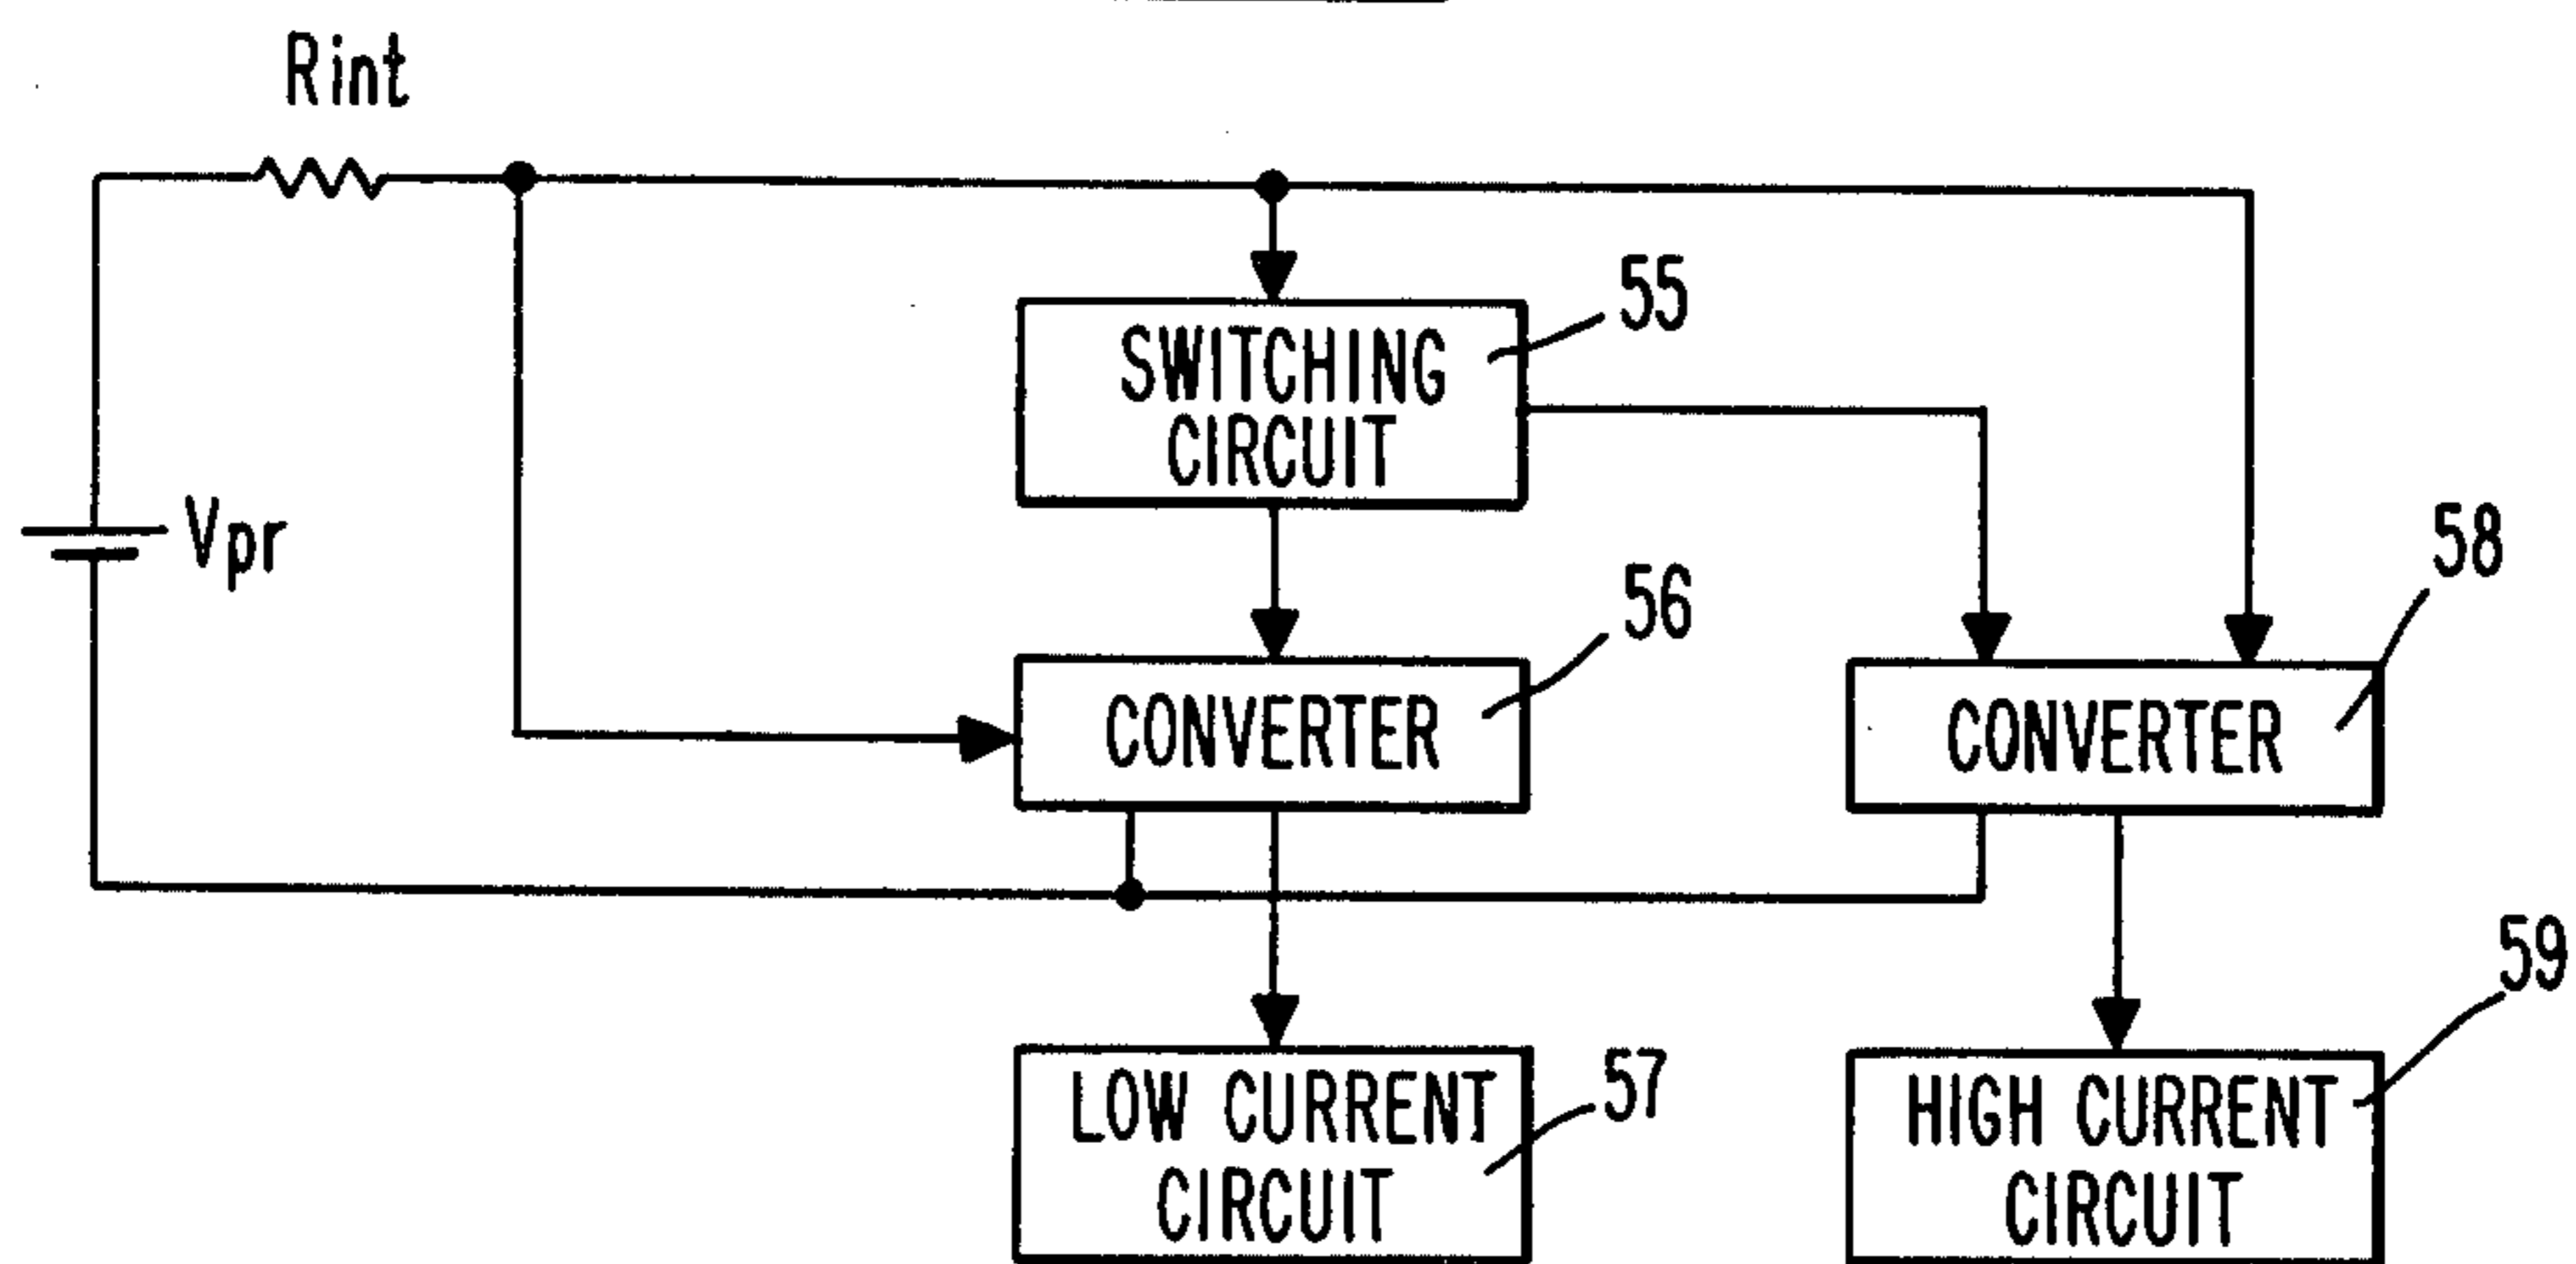 Rint
55
SWITCHING
CIRCUIT
Vpr
56
58
CONVERTER
CONVERTER
57
59
LOW CURRENT
CIRCUIT
HIGH CURRENT
CIRCUIT